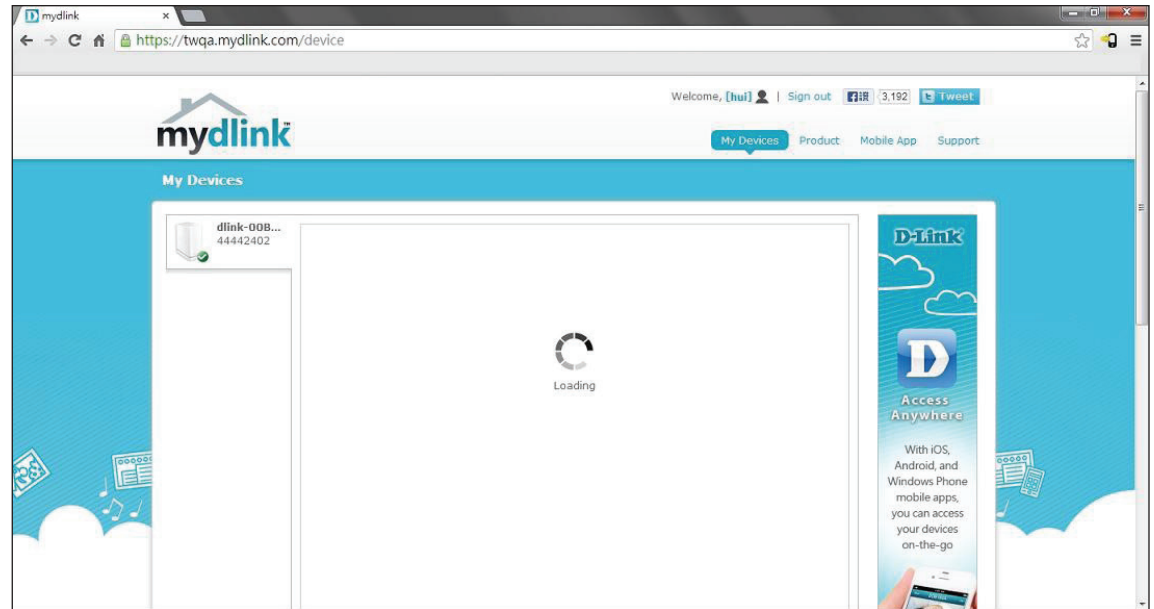 mydlink
https://twqa.mydlink.com/device
Welcome, [hui] | Sign out 3,192 Tweet
mydlink™
My Devices Product Mobile App Support
My Devices
dlink-00B...
44442402
Loading
D-Link
D
Access
Anywhere
With iOS,
Android, and
Windows Phone
mobile apps,
you can access
your devices
on-the-go